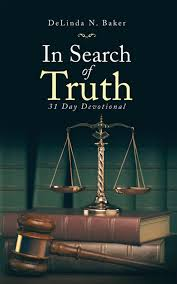 DeLinda N. Baker
In Search
of
Truth
31 Day Devotional